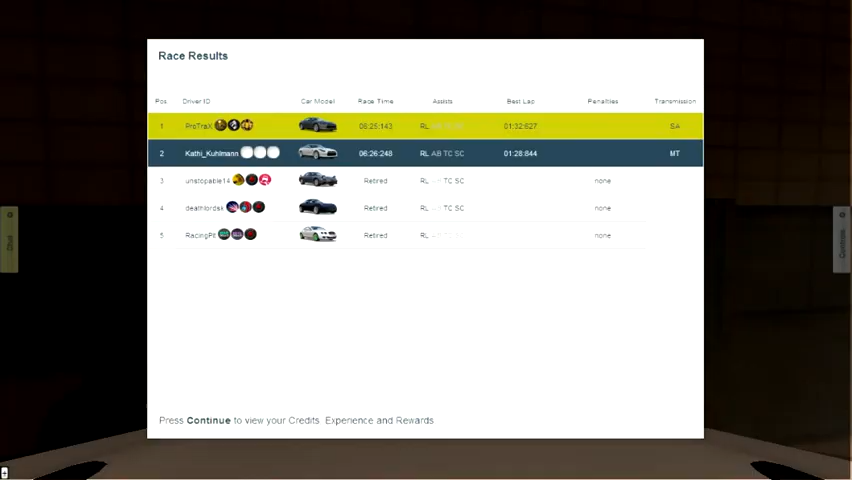 Race Results
Pos Driver ID Car Model Race Time Assists Best Lap Penalties Transmission
1 ProTraX 06:25:143 RL 01:32:627 SA
2 Kathi_Kuhlmann 06:26:248 RL AB TC SC 01:28:844 MT
3 unstopable14 Retired RL TC SC none
4 deathlordsk Retired RL TC SC none
5 Retired RL none
Press Continue to view your Credits Experience and Rewards